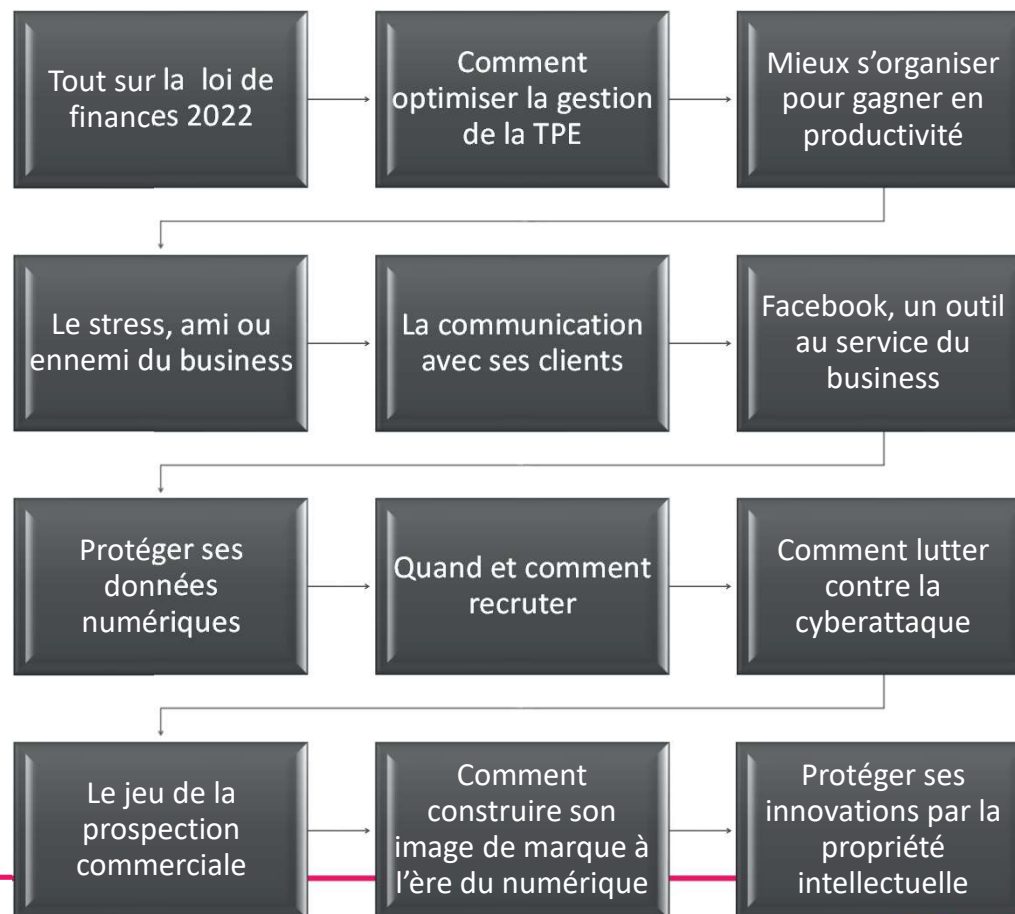 Tout sur la loi de
finances 2022
Comment
optimiser la gestion
de la TPE
Mieux s’organiser
pour gagner en
productivité
Le stress, ami ou
ennemi du business
La communication
avec ses clients
Facebook, un outil
au service du
business
Protéger ses
données
numériques
Quand et comment
recruter
Comment lutter
contre la
cyberattaque
Le jeu de la
prospection
commerciale
Comment
construire son
image de marque à
l’ère du numérique
Protéger ses
innovations par la
propriété
intellectuelle